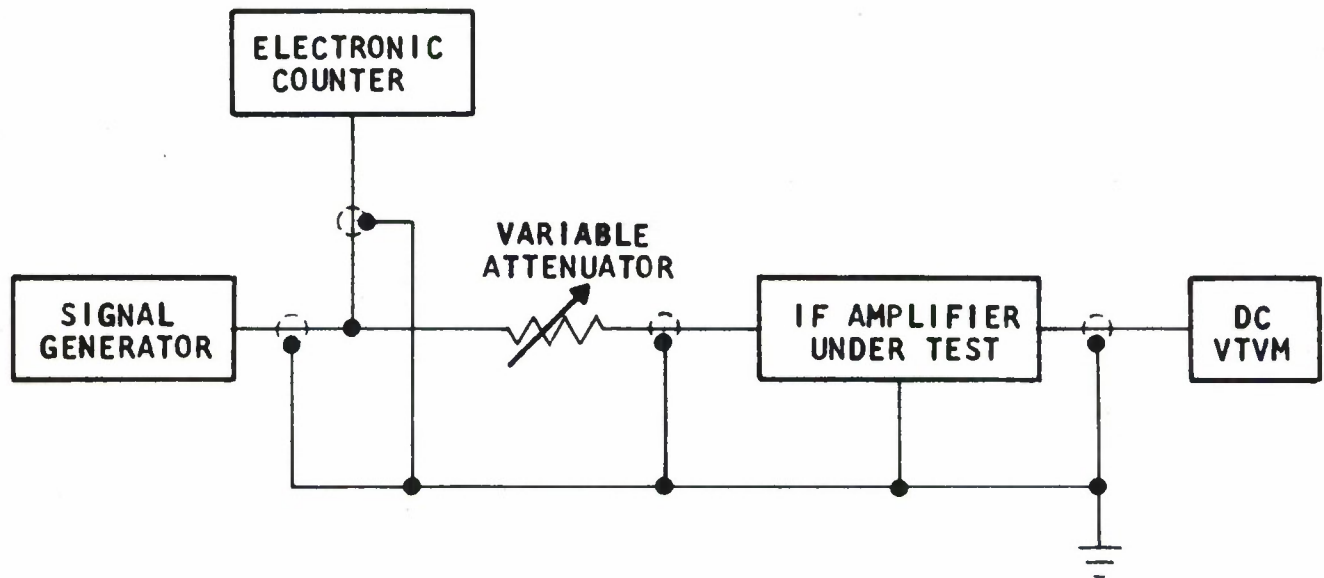 ELECTRONIC
COUNTER
VARIABLE
ATTENUATOR
SIGNAL
GENERATOR
IF AMPLIFIER
UNDER TEST
DC
VTVM